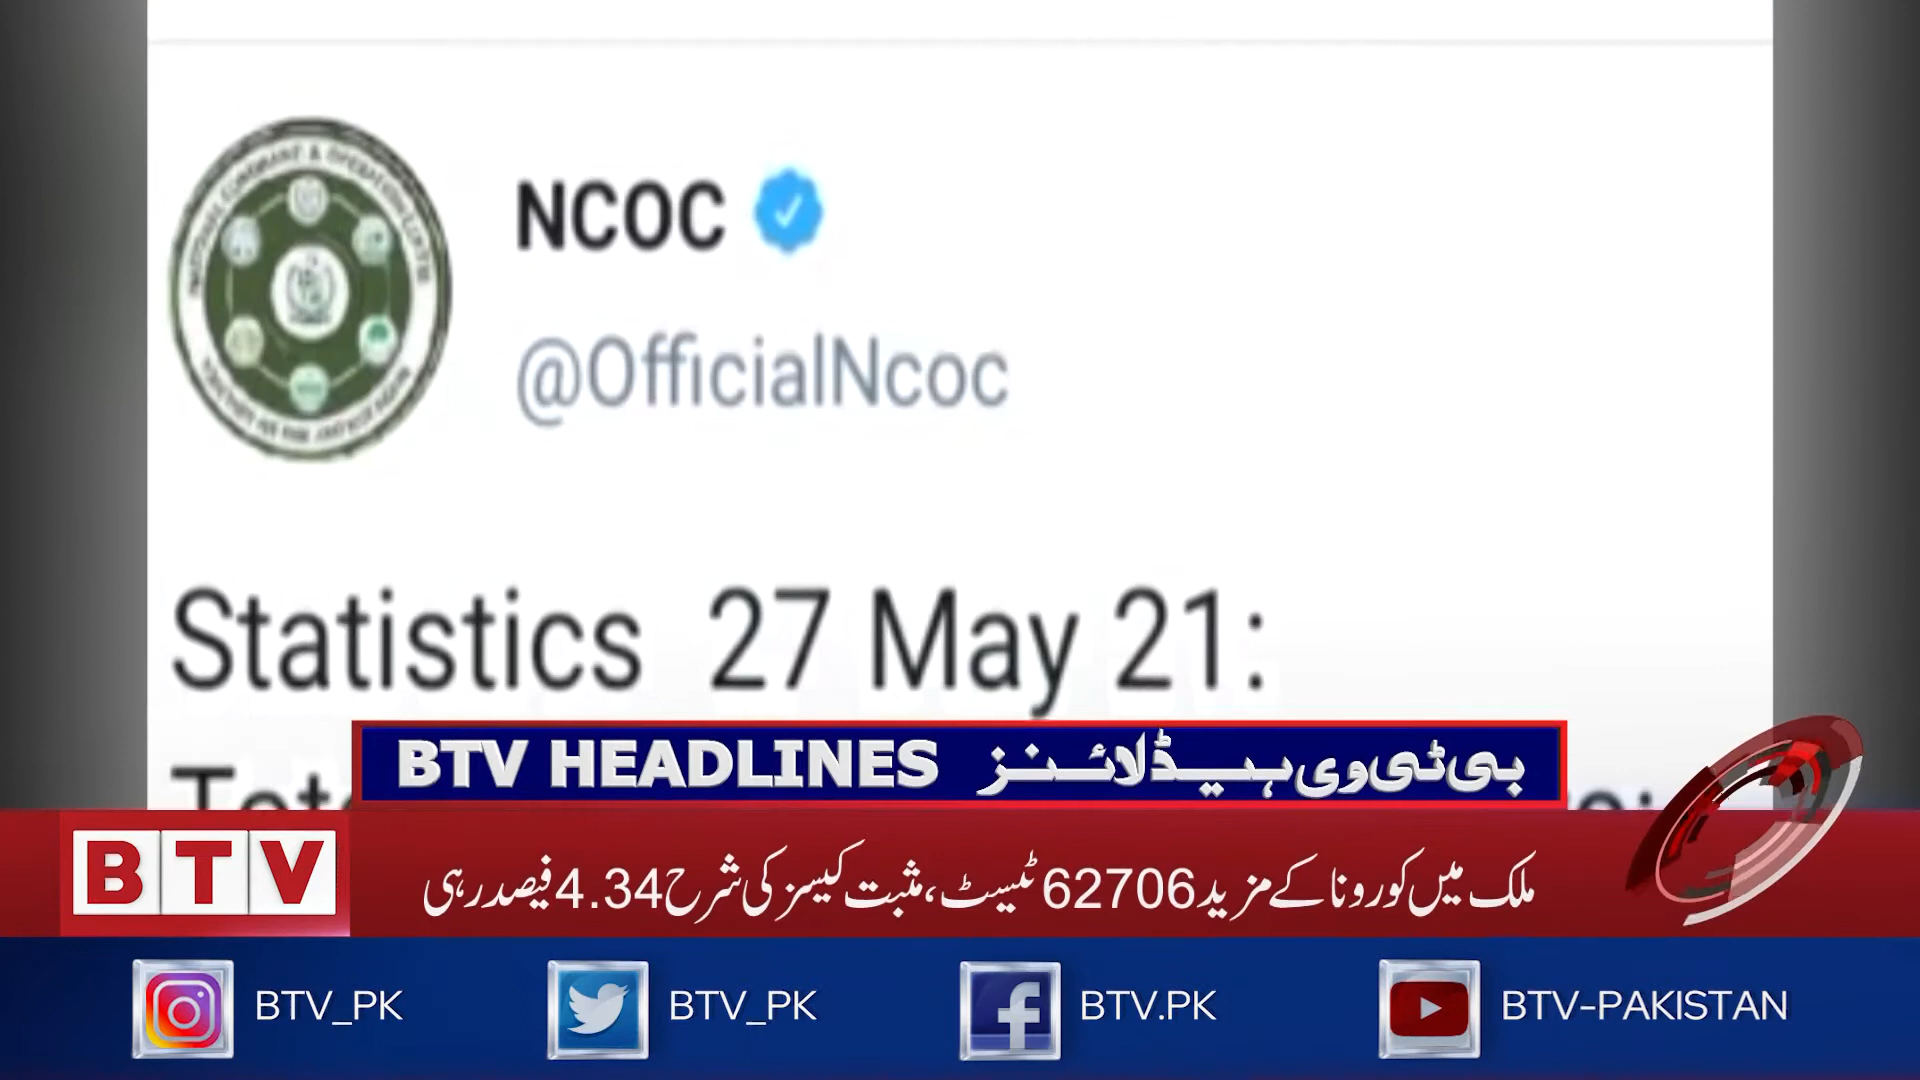 NCOC
@OfficialNcoc
Statistics 27 May 21:
BTV HEADLINES بی ٹی وی ہیڈلائنز
BTV
ملک میں کورونا کے مزید 62706 ٹیسٹ، مثبت کیسز کی شرح 4.34 فیصد رہی
BTV_PK
BTV_PK
BTV.PK
BTV-PAKISTAN